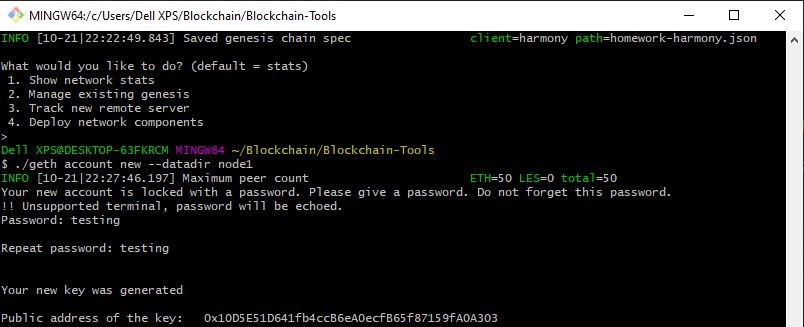 MINGW64:/c/Users/Dell XPS/Blockchain/Blockchain-Tools
INFO [10-21|22:22:49.843] Saved genesis chain spec client=harmony path=homework-harmony.json
What would you like to do? (default = stats)
1. Show network stats
2. Manage existing genesis
3. Track new remote server
4. Deploy network components
>
Dell XPS@DESKTOP-63FKRCM MINGW64 ~/Blockchain/Blockchain-Tools
$ ./geth account new --datadir node1
INFO [10-21|22:27:46.197] Maximum peer count ETH=50 LES=0 total=50
Your new account is locked with a password. Please give a password. Do not forget this password.
!! Unsupported terminal, password will be echoed.
Password: testing
Repeat password: testing
Your new key was generated
Public address of the key: 0x10D5E51D641fb4ccB6eA0ecfB65f87159fA0A303